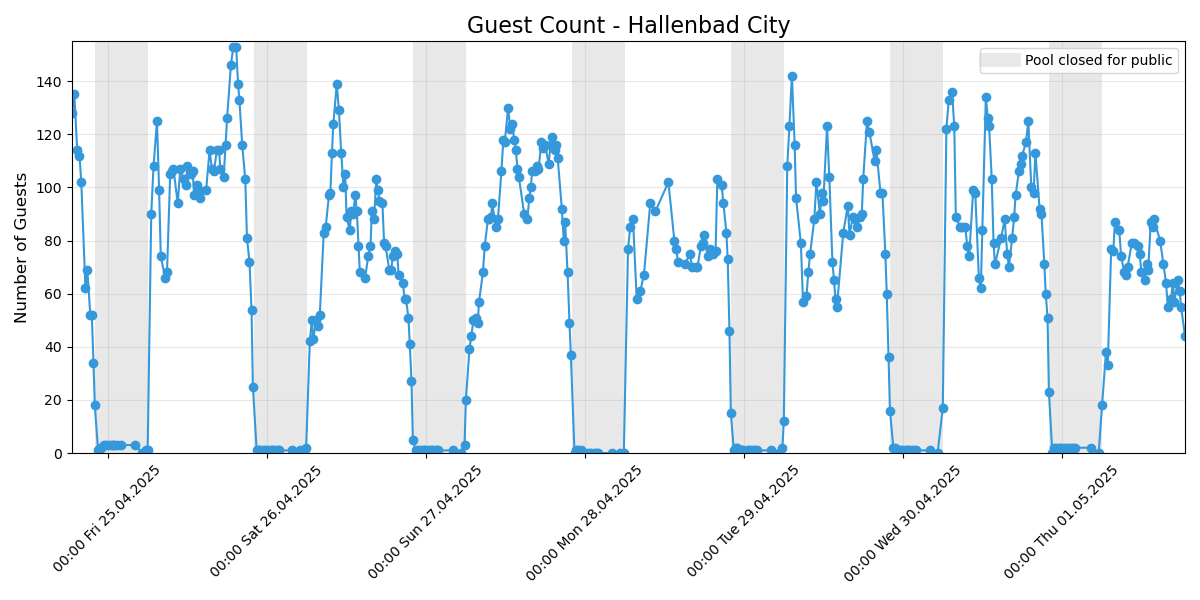 Guest Count - Hallenbad City
Pool closed for public
Number of Guests
140
120
100
80
60
40
20
0
00:00 Fri 25.04.2025
00:00 Sat 26.04.2025
00:00 Sun 27.04.2025
00:00 Mon 28.04.2025
00:00 Tue 29.04.2025
00:00 Wed 30.04.2025
00:00 Thu 01.05.2025